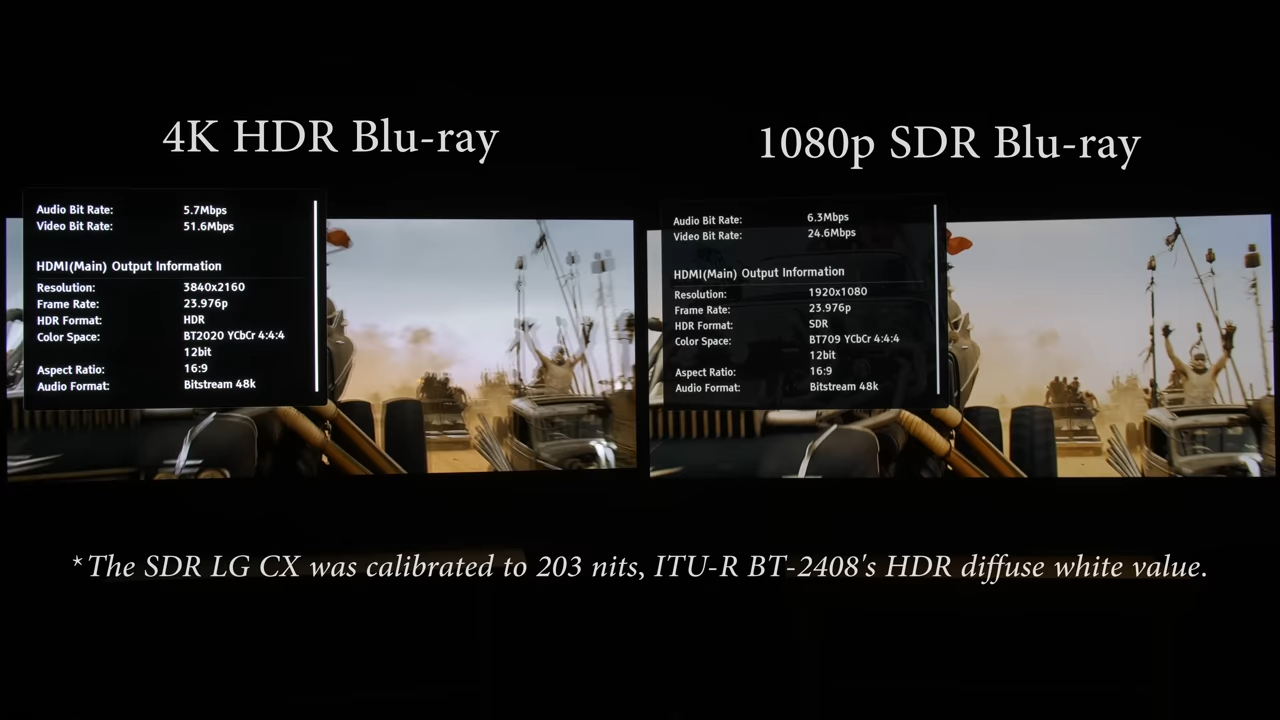 4K HDR Blu-ray
1080p SDR Blu-ray
Audio Bit Rate: 5.7Mbps
Video Bit Rate: 51.6Mbps
HDMI(Main) Output Information
Resolution: 3840x2160
Frame Rate: 23.976p
HDR Format: HDR
Color Space: BT2020 YCbCr 4:4:4
12bit
Aspect Ratio: 16:9
Audio Format: Bitstream 48k
Audio Bit Rate: 6.3Mbps
Video Bit Rate: 24.6Mbps
HDMI(Main) Output Information
Resolution: 1920x1080
Frame Rate: 23.976p
HDR Format: SDR
Color Space: BT709 YCbCr 4:4:4
12bit
Aspect Ratio: 16:9
Audio Format: Bitstream 48k
*The SDR LG CX was calibrated to 203 nits, ITU-R BT-2408's HDR diffuse white value.